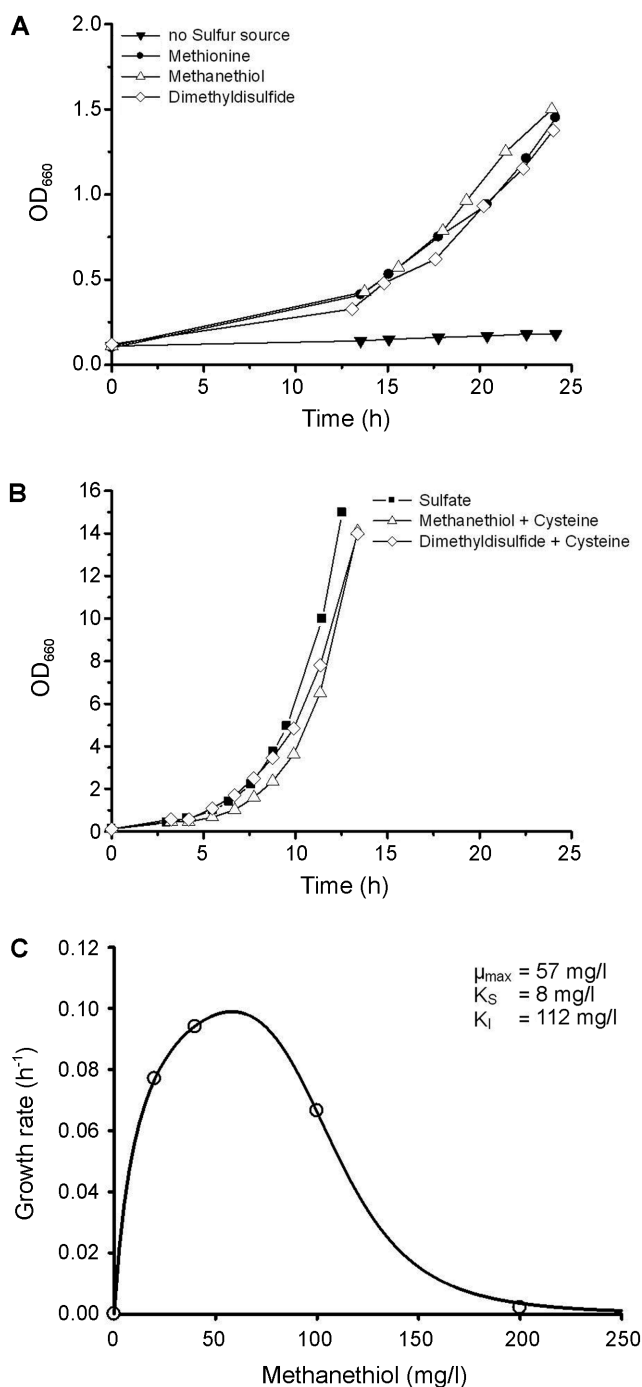 A
no Sulfur source
Methionine
Methanethiol
Dimethyldisulfide
2.0
1.5
1.0
0.5
0.0
OD660
0 5 10 15 20 25
Time (h)
B
Sulfate
Methanethiol + Cysteine
Dimethyldisulfide + Cysteine
16
14
12
10
8
6
4
2
0
OD660
0 5 10 15 20 25
Time (h)
C
μmax = 57 mg/l
KS = 8 mg/l
KI = 112 mg/l
0.12
0.10
0.08
0.06
0.04
0.02
0.00
Growth rate (h-1)
0 50 100 150 200 250
Methanethiol (mg/l)